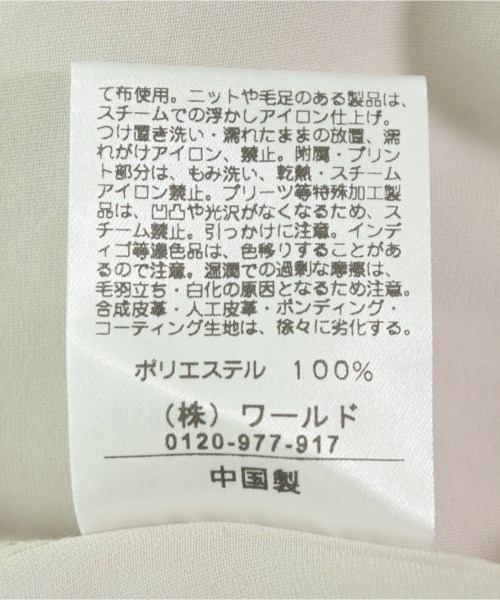 て布使用。ニットや毛足のある製品は、
スチームでの浮かしアイロン仕上げ。
つけ置き洗い・濡れたままの放置、濡
れがけアイロン、禁止。附属・プリン
ト部分は、もみ洗い、乾熱・スチーム
アイロン禁止。プリーツ等特殊加工製
品は、凹凸や光沢がなくなるため、ス
チーム禁止。引っかけに注意。インデ
ィゴ等濃色品は、色移りすることがあ
るので注意。湿潤での過剰な摩擦は、
毛羽立ち・白化の原因となるため注意。
合成皮革・人工皮革・ボンディング・
コーティング生地は、徐々に劣化する。
ポリエステル 100%
(株) ワールド
0120-977-917
中国製